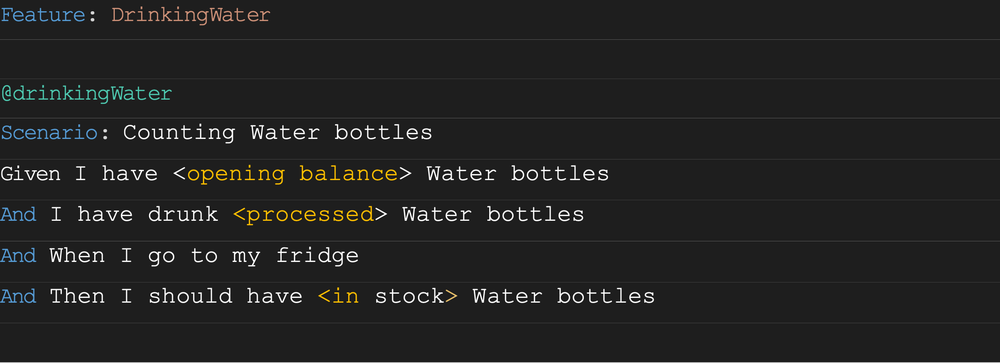 Feature: DrinkingWater
@drinkingWater
Scenario: Counting Water bottles
Given I have <opening balance> Water bottles
And I have drunk <processed> Water bottles
And When I go to my fridge
And Then I should have <in stock> Water bottles